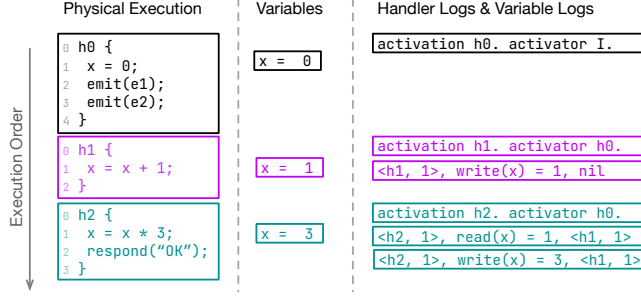 Physical Execution
Variables
Handler Logs & Variable Logs
Execution Order
0 h0 {
1 x = 0;
2 emit(e1);
3 emit(e2);
4 }
x = 0
activation h0. activator I.
0 h1 {
1 x = x + 1;
2 }
x = 1
activation h1. activator h0.
<h1, 1>, write(x) = 1, nil
0 h2 {
1 x = x * 3;
2 respond(“OK”);
3 }
x = 3
activation h2. activator h0.
<h2, 1>, read(x) = 1, <h1, 1>
<h2, 1>, write(x) = 3, <h1, 1>